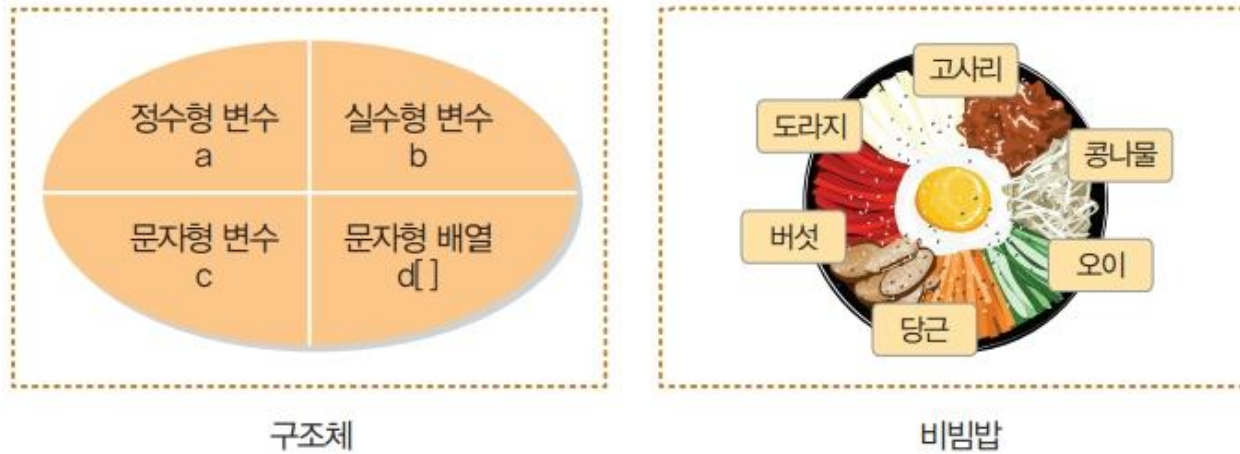 정수형 변수
a
실수형 변수
b
문자형 변수
c
문자형 배열
d[ ]
구조체
고사리
도라지
콩나물
버섯
오이
당근
비빔밥